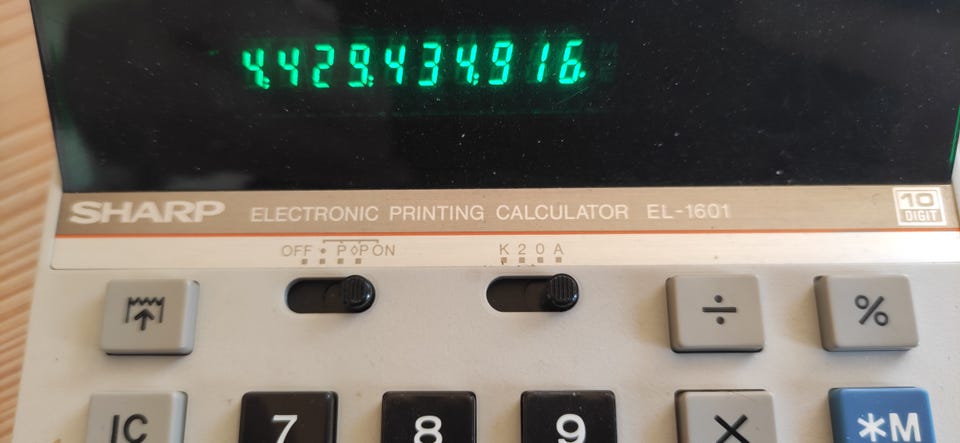 4,429,434,916.
SHARP ELECTRONIC PRINTING CALCULATOR EL-1601 10 DIGIT
OFF • P ◊P ON K 2 0 A
÷ %
IC 7 8 9 × *M